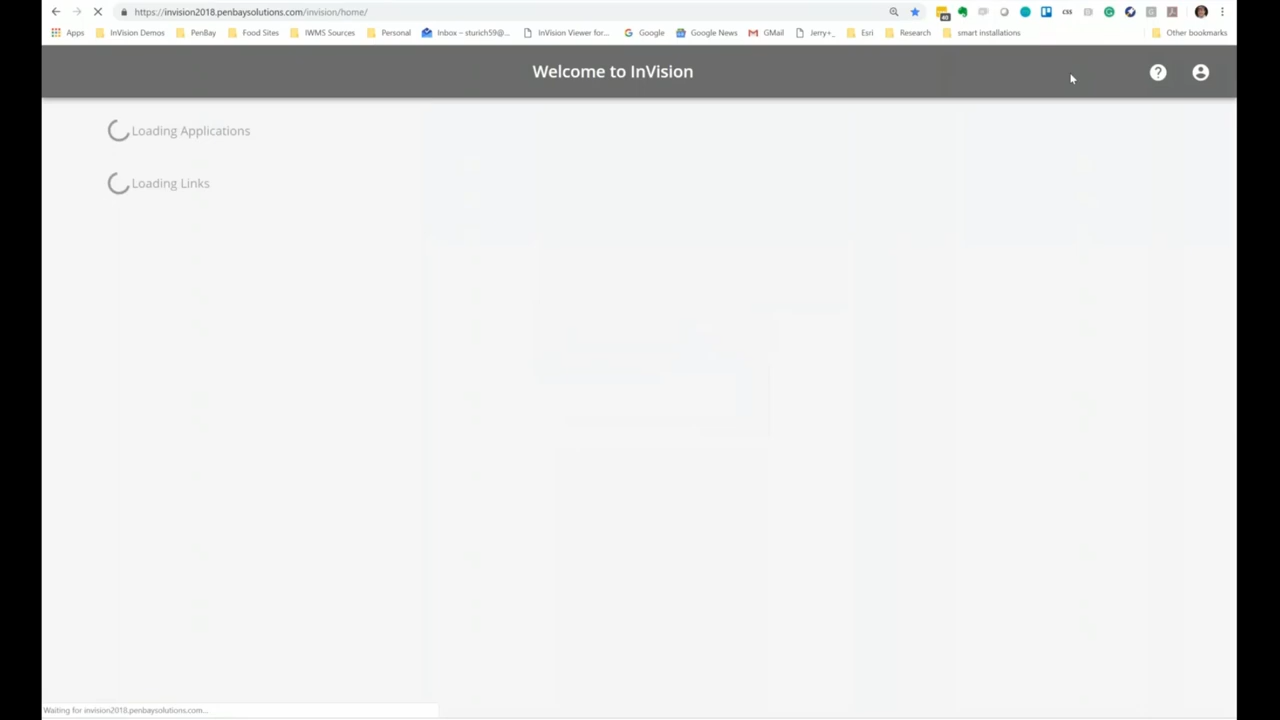 https://invision2018.penbaysolutions.com/invision/home/
Apps InVision Demos PenBay Food Sites IWMS Sources Personal Inbox – sturich59@... InVision Viewer for... Google Google News GMail Jerry+_ Esri Research smart installations Other bookmarks
Welcome to InVision
Loading Applications
Loading Links
Waiting for invision2018.penbaysolutions.com...